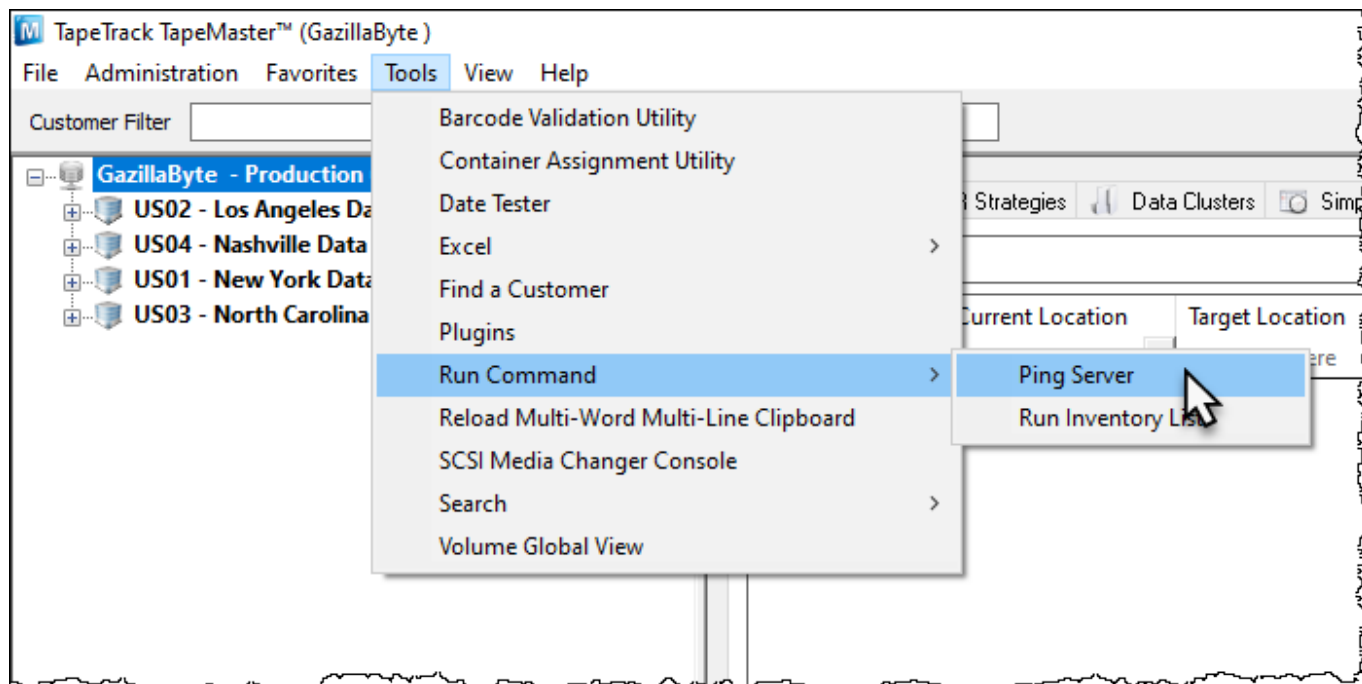 TapeTrack TapeMaster™ (GazillaByte )
File Administration Favorites Tools View Help
Customer Filter
GazillaByte - Production
US02 - Los Angeles Da
US04 - Nashville Data
US01 - New York Data
US03 - North Carolina
Barcode Validation Utility
Container Assignment Utility
Date Tester
Excel
Find a Customer
Plugins
Run Command
Reload Multi-Word Multi-Line Clipboard
SCSI Media Changer Console
Search
Volume Global View
Ping Server
Run Inventory List
Strategies Data Clusters Simp
Current Location Target Location
ere